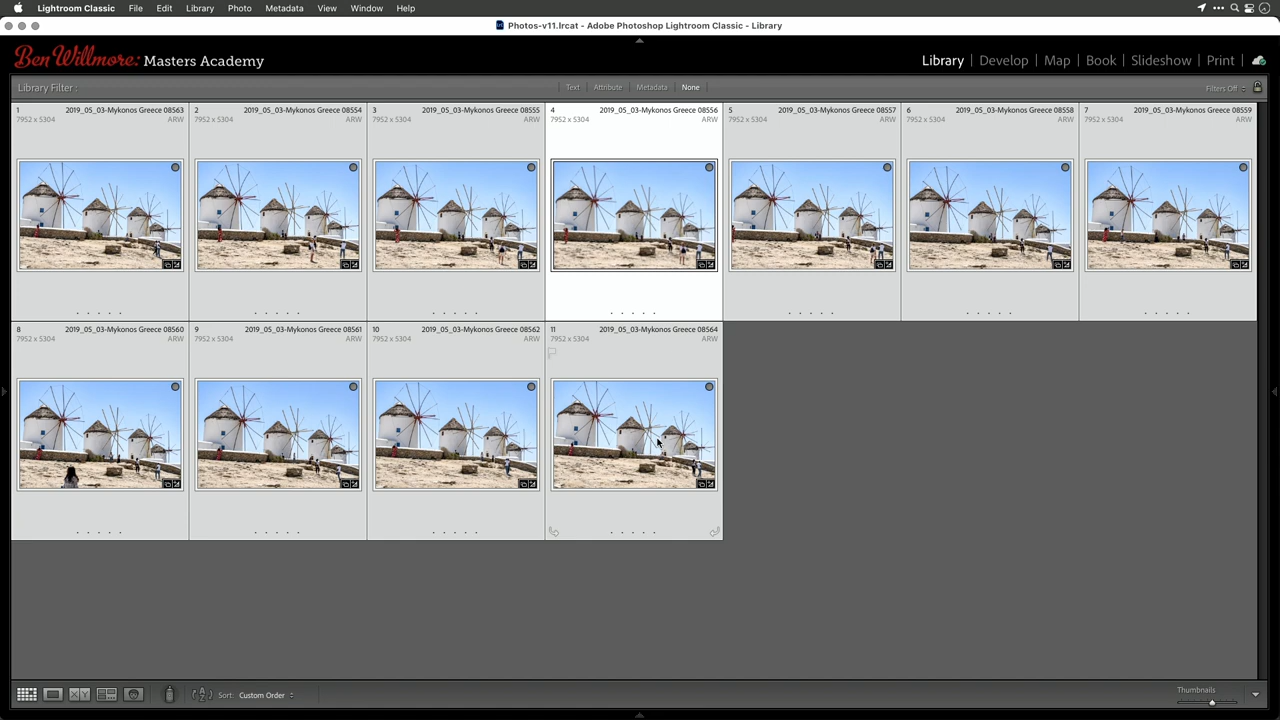 Lightroom Classic File Edit Library Photo Metadata View Window Help
Photos-v11.lrcat - Adobe Photoshop Lightroom Classic - Library
Ben Willmore: Masters Academy
Library | Develop | Map | Book | Slideshow | Print
Library Filter : Text Attribute Metadata None Filters Off
1 2019_05_03-Mykonos Greece 08563
7952 x 5304 ARW
2 2019_05_03-Mykonos Greece 08554
7952 x 5304 ARW
3 2019_05_03-Mykonos Greece 08555
7952 x 5304 ARW
4 2019_05_03-Mykonos Greece 08556
7952 x 5304 ARW
5 2019_05_03-Mykonos Greece 08557
7952 x 5304 ARW
6 2019_05_03-Mykonos Greece 08558
7952 x 5304 ARW
7 2019_05_03-Mykonos Greece 08559
7952 x 5304 ARW
8 2019_05_03-Mykonos Greece 08560
7952 x 5304 ARW
9 2019_05_03-Mykonos Greece 08561
7952 x 5304 ARW
10 2019_05_03-Mykonos Greece 08562
7952 x 5304 ARW
11 2019_05_03-Mykonos Greece 08564
7952 x 5304 ARW
XY Sort: Custom Order Thumbnails